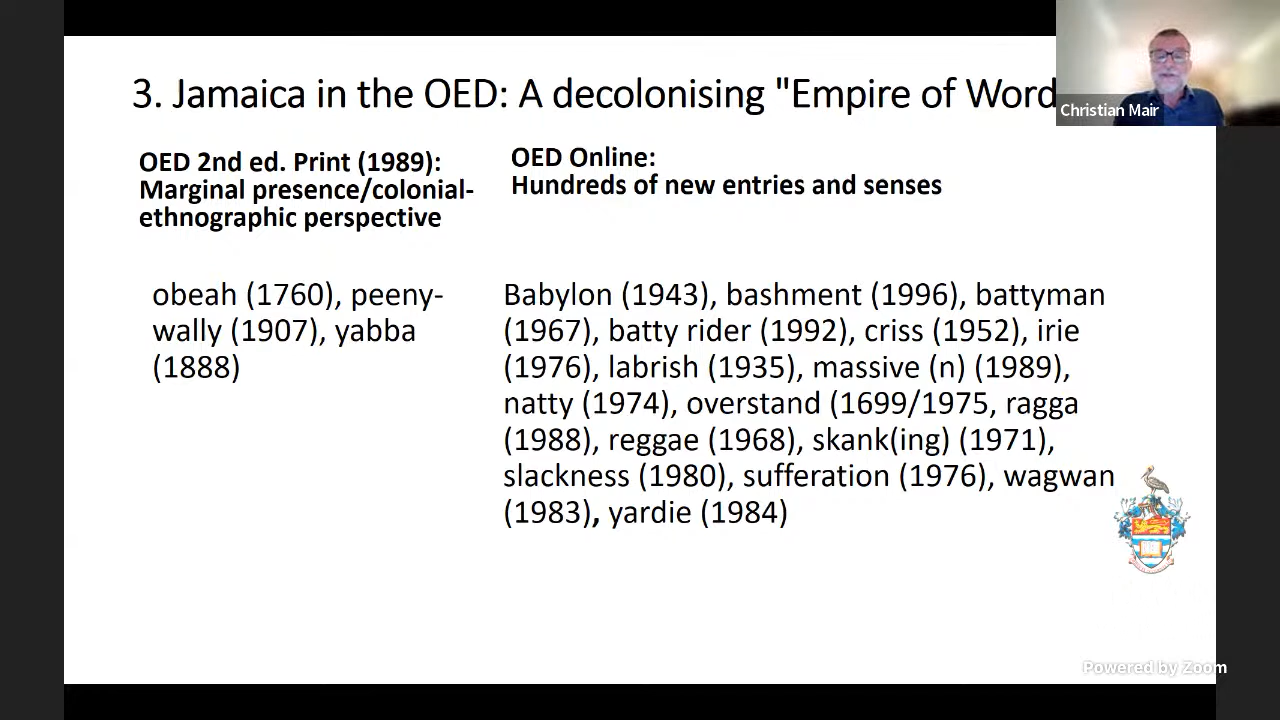 3. Jamaica in the OED: A decolonising "Empire of Word
Christian Mair
OED 2nd ed. Print (1989):
Marginal presence/colonial-
ethnographic perspective
obeah (1760), peeny-
wally (1907), yabba
(1888)
OED Online:
Hundreds of new entries and senses
Babylon (1943), bashment (1996), battyman
(1967), batty rider (1992), criss (1952), irie
(1976), labrish (1935), massive (n) (1989),
natty (1974), overstand (1699/1975, ragga
(1988), reggae (1968), skank(ing) (1971),
slackness (1980), sufferation (1976), wagwan
(1983), yardie (1984)
Powered by Zoom